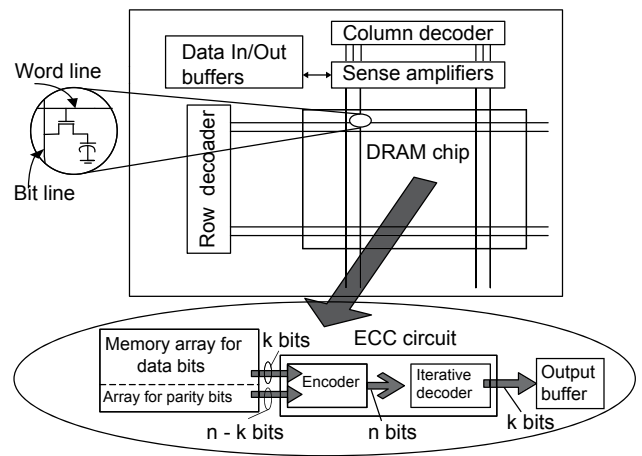 Column decoder
Data In/Out
buffers
Sense amplifiers
Word line
Bit line
Row decoader
DRAM chip
ECC circuit
Memory array for
data bits
Array for parity bits
k bits
n - k bits
Encoder
n bits
Iterative
decoder
k bits
Output
buffer